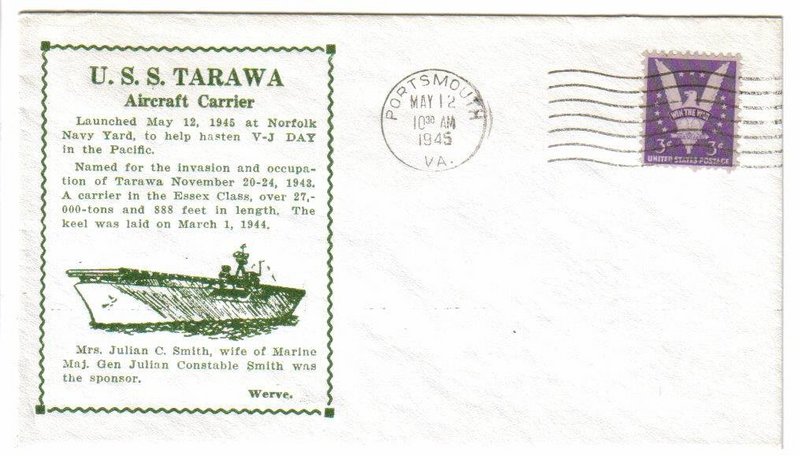 U. S. S. TARAWA
Aircraft Carrier
Launched May 12, 1945 at Norfolk
Navy Yard, to help hasten V-J DAY
in the Pacific.
Named for the invasion and occupa-
tion of Tarawa November 20-24, 1943.
A carrier in the Essex Class, over 27,-
000-tons and 888 feet in length. The
keel was laid on March 1, 1944.
Mrs. Julian C. Smith, wife of Marine
Maj. Gen Julian Constable Smith was
the sponsor.
Werve.
PORTSMOUTH
MAY 12
10 30 AM
1945
VA.
WIN THE WAR
3¢ 3¢
UNITED STATES POSTAGE